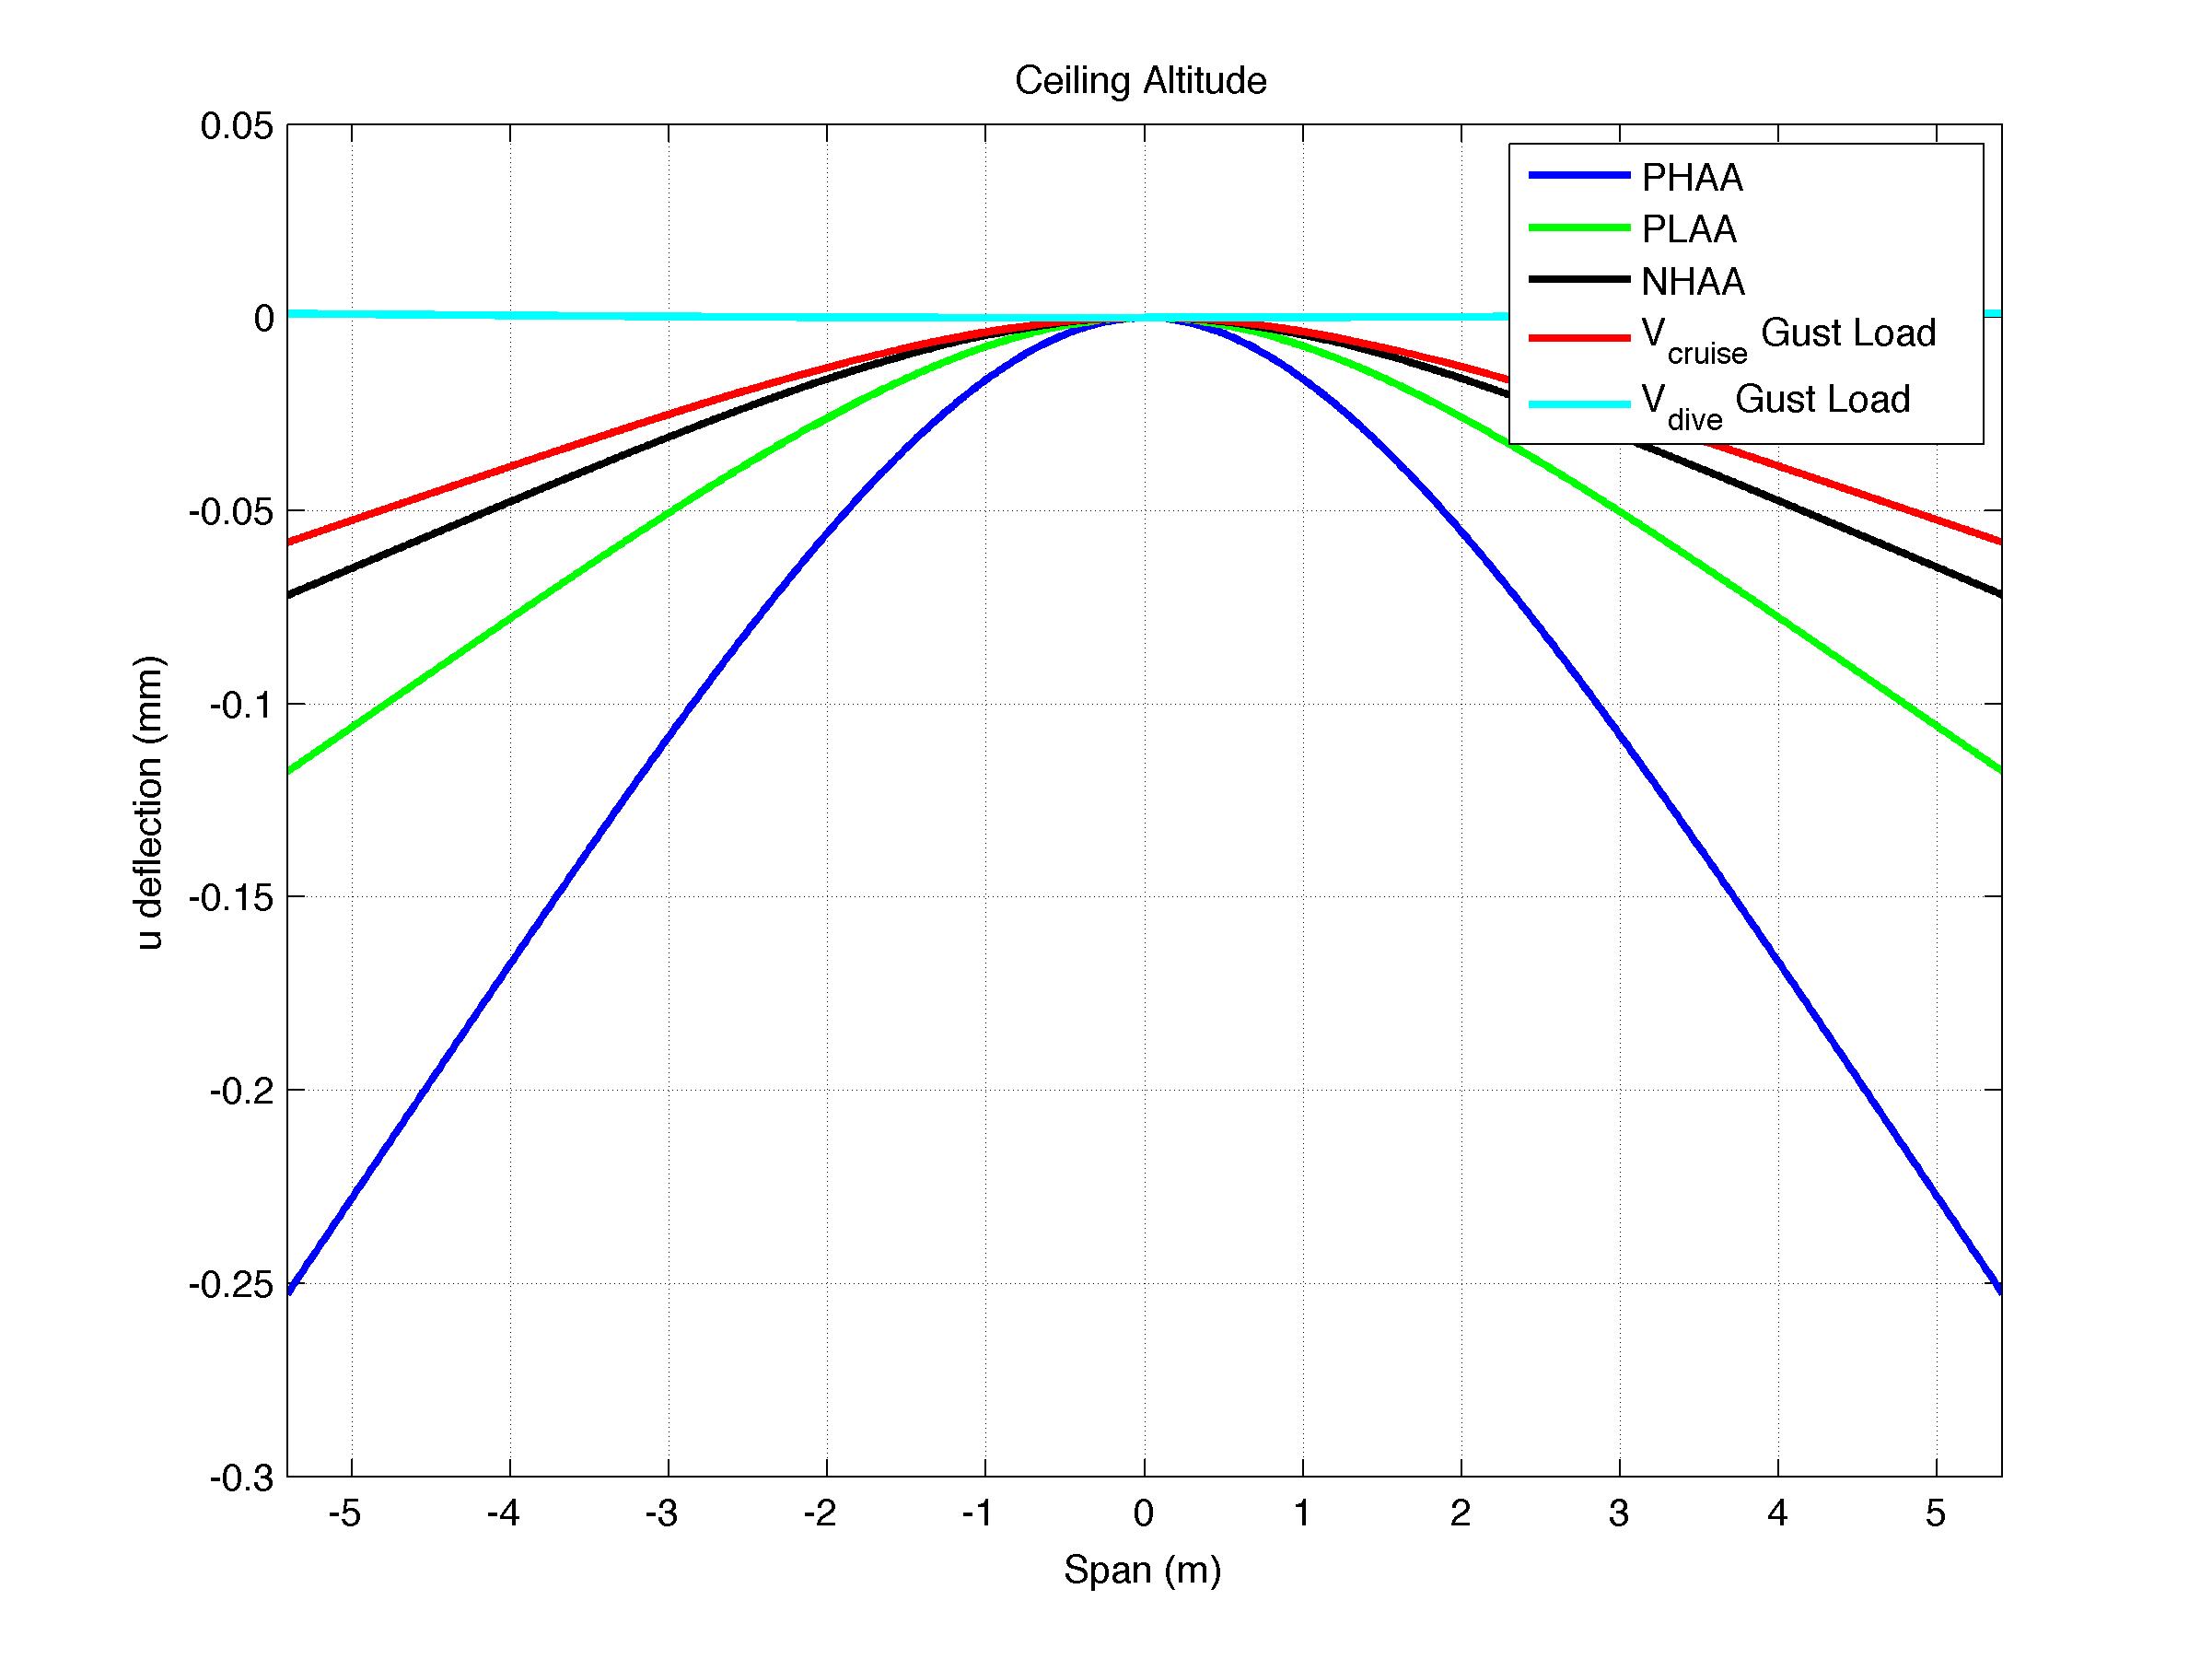 Ceiling Altitude
0.05
0
-0.05
-0.1
-0.15
-0.2
-0.25
-0.3
u deflection (mm)
PHAA
PLAA
NHAA
Vcruise Gust Load
Vdive Gust Load
-5 -4 -3 -2 -1 0 1 2 3 4 5
Span (m)